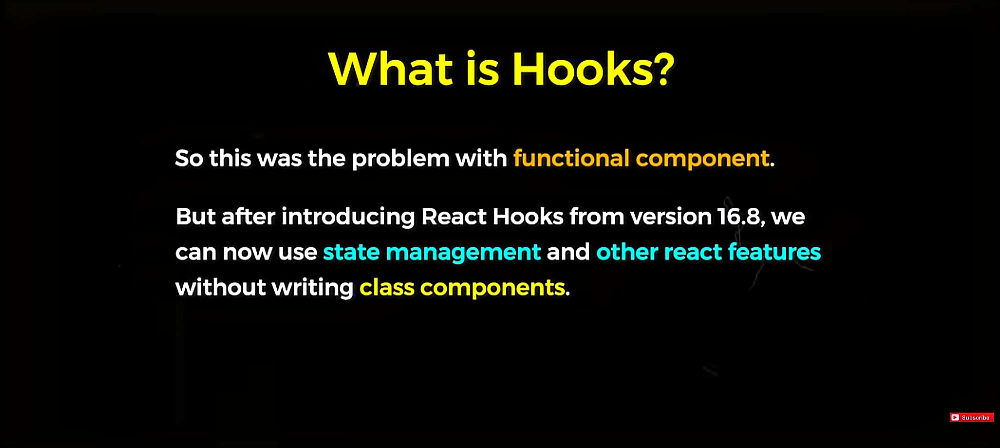 What is Hooks?
So this was the problem with functional component.
But after introducing React Hooks from version 16.8, we
can now use state management and other react features
without writing class components.
Subscribe